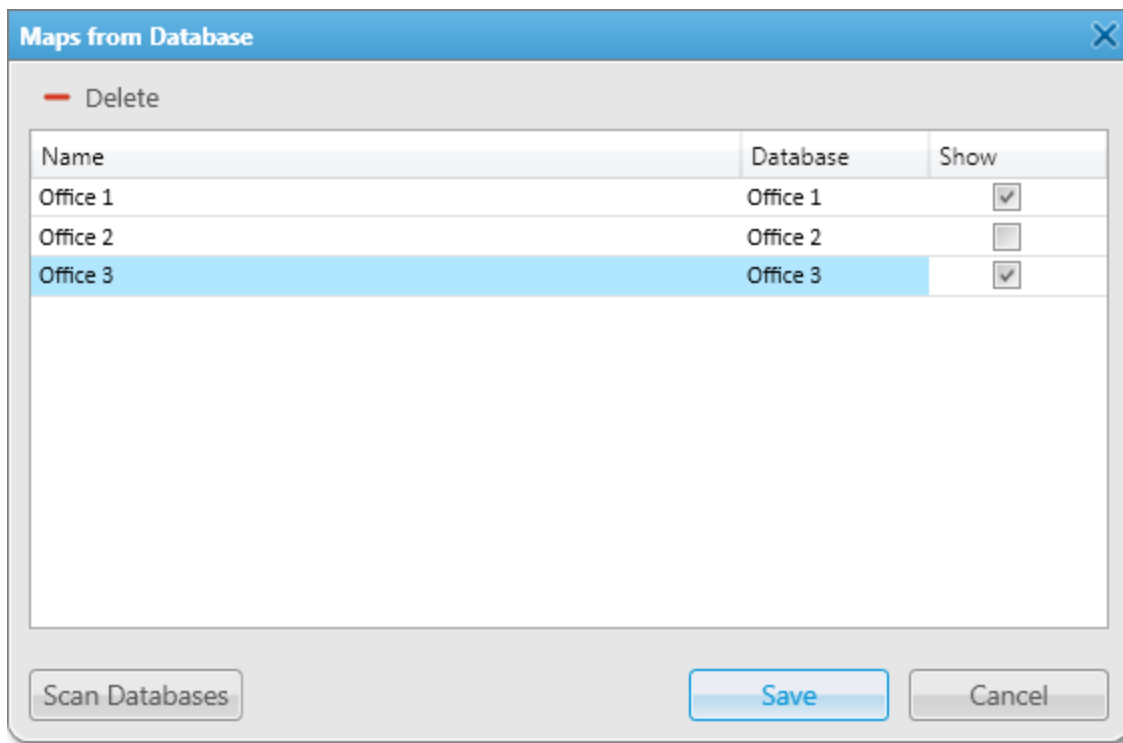 Maps from Database
Delete
Name Database Show
Office 1 Office 1
Office 2 Office 2
Office 3 Office 3
Scan Databases Save Cancel